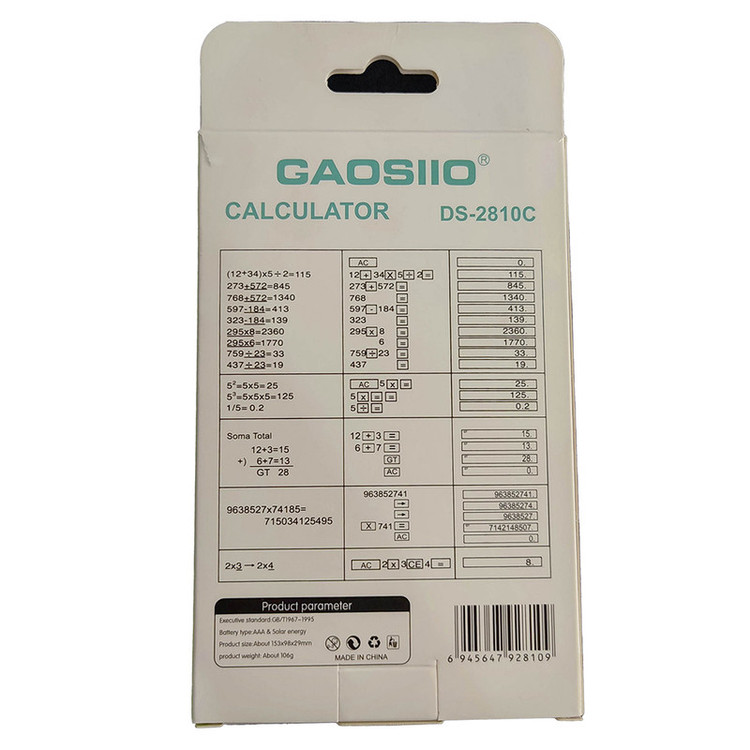 GAOSIIO®
CALCULATOR DS-2810C
AC 0.
(12+34)x5÷2=115 12 + 34 X 5 ÷ 2 = 115.
273+572=845 273 + 572 = 845.
768+572=1340 768 = 1340.
597-184=413 597 - 184 = 413.
323-184=139 323 = 139.
295x8=2360 295 x 8 = 2360.
295x6=1770 6 = 1770.
759÷23=33 759 ÷ 23 = 33.
437÷23=19 437 = 19.
5²=5x5=25 AC 5 x = 25.
5³=5x5x5=125 5 x = = 125.
1/5=0.2 5 ÷ = 0.2
Soma Total 12 + 3 = 15.
12+3=15 6 + 7 = 13.
+) 6+7=13 GT 28.
GT 28 AC 0.
963852741 963852741.
→ 96385274.
9638527x74185= → 9638527.
715034125495 X 741 = 7142148507.
AC 0.
2x3 → 2x4 AC 2 x 3 CE 4 = 8.
Product parameter
Executive standard:GB/T1967-1995
Battery type:AAA & Solar energy
Product size:About 153x98x29mm
product weight: About 106g
MADE IN CHINA
6 945647 928109